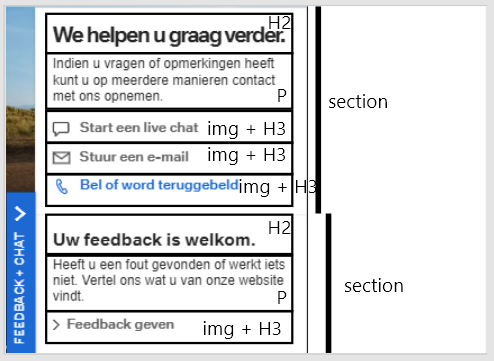 H2
We helpen u graag verder.
Indien u vragen of opmerkingen heeft
kunt u op meerdere manieren contact
met ons opnemen.
P
section
Start een live chat img + H3
Stuur een e-mail img + H3
Bel of word teruggebeld img + H3
H2
Uw feedback is welkom.
Heeft u een fout gevonden of werkt iets
niet. Vertel ons wat u van onze website
vindt.
P
section
Feedback geven img + H3
FEEDBACK + CHAT